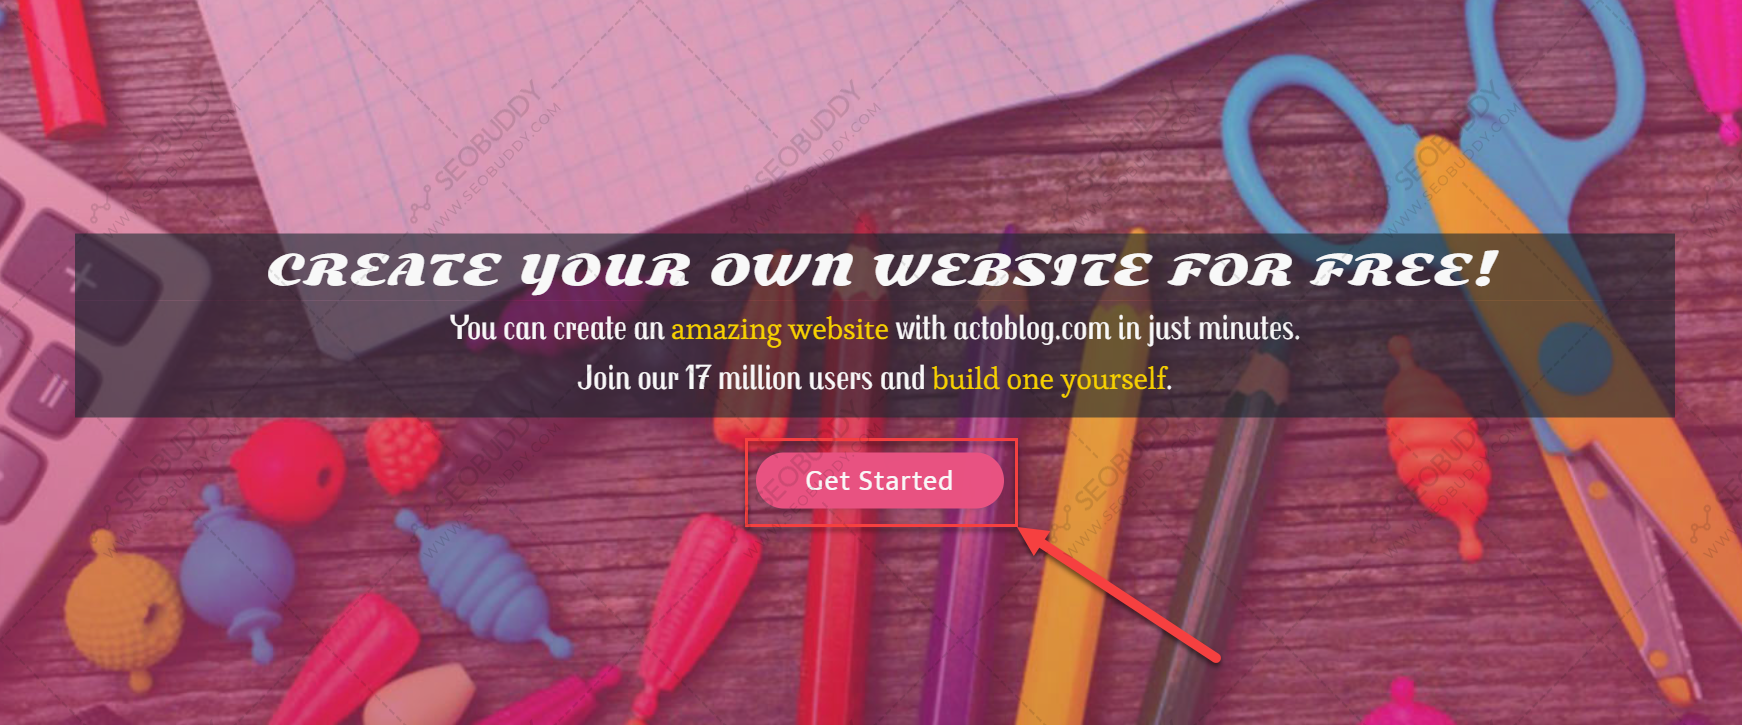 CREATE YOUR OWN WEBSITE FOR FREE!
You can create an amazing website with actoblog.com in just minutes.
Join our 17 million users and build one yourself.
Get Started
SEOBUDDY
WWW.SEOBUDDY.COM